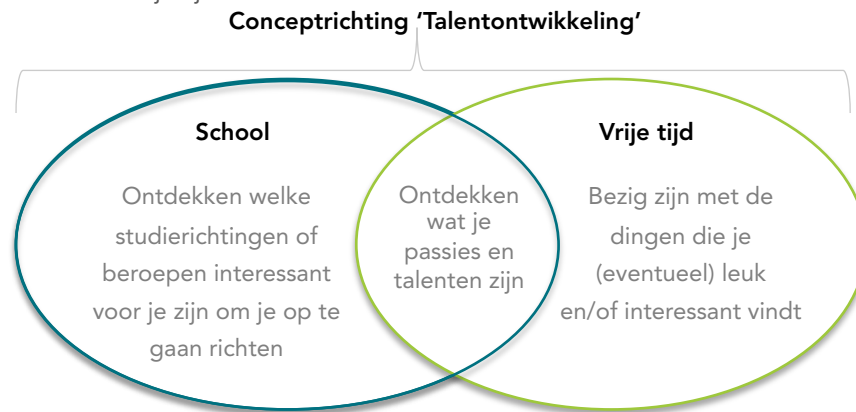 Conceptrichting 'Talentontwikkeling'
School
Ontdekken welke
studierichtingen of
beroepen interessant
voor je zijn om je op te
gaan richten
Ontdekken
wat je
passies en
talenten zijn
Vrije tijd
Bezig zijn met de
dingen die je
(eventueel) leuk
en/of interessant vindt